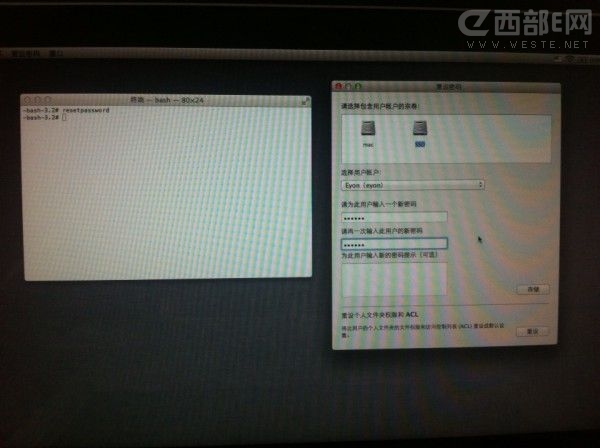 西部e网
WWW.WESTE.NET
重设密码 窗口
终端 — bash — 80×24
-bash-3.2# resetpassword
-bash-3.2#
重设密码
请选择包含用户帐户的宗卷:
mac
SSD
选择用户帐户:
Eyon (eyon)
请为此用户输入一个新密码
••••••
请再一次输入此用户的新密码
••••••
为此用户输入新的密码提示（可选）
存储
重设个人文件夹权限和 ACL
将此用户的个人文件夹的文件权限和访问控制列表 (ACL) 重设成默认设
置。
重设